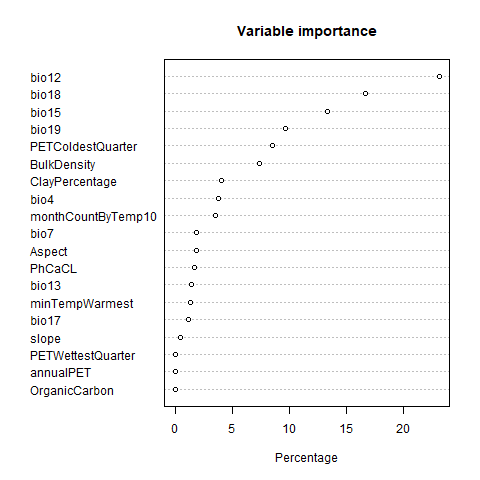 Variable importance
bio12
bio18
bio15
bio19
PETColdestQuarter
BulkDensity
ClayPercentage
bio4
monthCountByTemp10
bio7
Aspect
PhCaCL
bio13
minTempWarmest
bio17
slope
PETWettestQuarter
annualPET
OrganicCarbon
0 5 10 15 20
Percentage